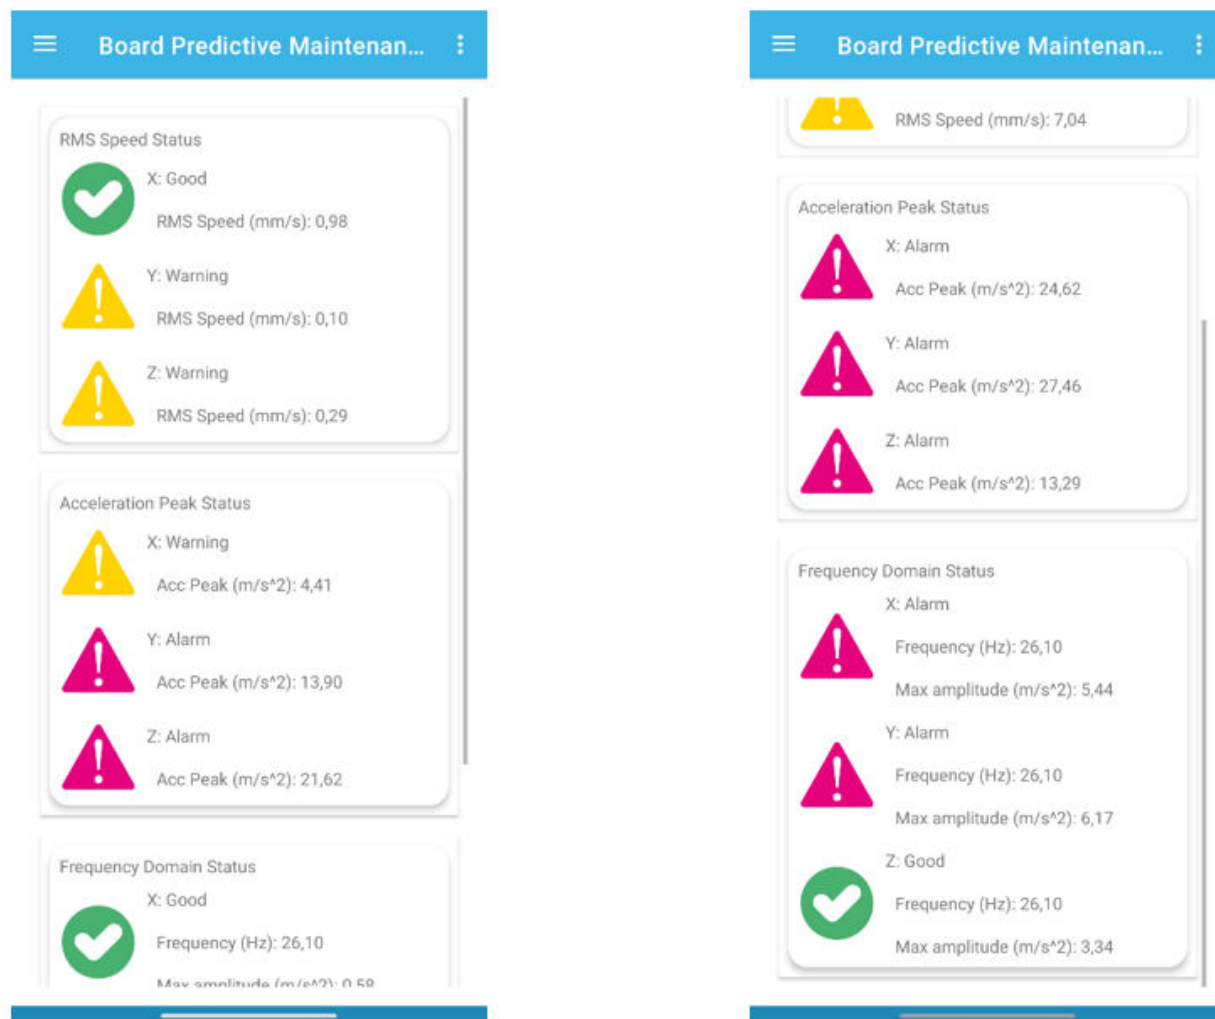 Board Predictive Maintenan...
RMS Speed Status
X: Good
RMS Speed (mm/s): 0,98
Y: Warning
RMS Speed (mm/s): 0,10
Z: Warning
RMS Speed (mm/s): 0,29
Acceleration Peak Status
X: Warning
Acc Peak (m/s^2): 4,41
Y: Alarm
Acc Peak (m/s^2): 13,90
Z: Alarm
Acc Peak (m/s^2): 21,62
Frequency Domain Status
X: Good
Frequency (Hz): 26,10
Max amplitude (m/s^2): 0,58
Board Predictive Maintenan...
RMS Speed (mm/s): 7,04
Acceleration Peak Status
X: Alarm
Acc Peak (m/s^2): 24,62
Y: Alarm
Acc Peak (m/s^2): 27,46
Z: Alarm
Acc Peak (m/s^2): 13,29
Frequency Domain Status
X: Alarm
Frequency (Hz): 26,10
Max amplitude (m/s^2): 5,44
Y: Alarm
Frequency (Hz): 26,10
Max amplitude (m/s^2): 6,17
Z: Good
Frequency (Hz): 26,10
Max amplitude (m/s^2): 3,34